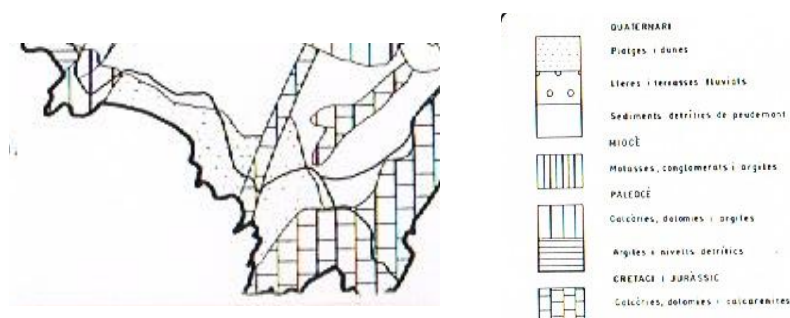 QUATERNARI
Platges i dunes
Lleres i terrasses fluvials
Sediments detrítics de peudemont
MIOCÈ
Molasses, conglomerats i argiles
PALEOCÈ
Calcàries, dolomies i argiles
Argiles i nivells detrítics
CRETACI I JURÀSSIC
Calcàries, dolomies i calcarenites